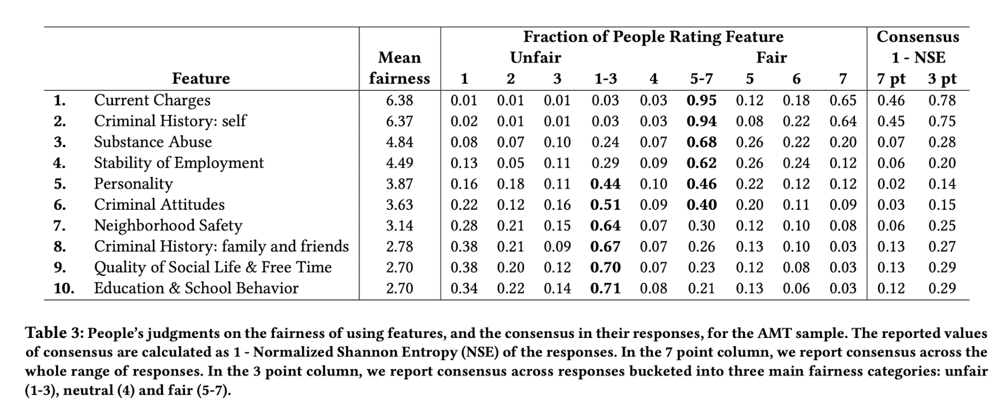 Fraction of People Rating Feature Consensus
Mean Unfair Fair 1 - NSE
Feature fairness 1 2 3 1-3 4 5-7 5 6 7 7 pt 3 pt
1. Current Charges 6.38 0.01 0.01 0.01 0.03 0.03 0.95 0.12 0.18 0.65 0.46 0.78
2. Criminal History: self 6.37 0.02 0.01 0.01 0.03 0.03 0.94 0.08 0.22 0.64 0.45 0.75
3. Substance Abuse 4.84 0.08 0.07 0.10 0.24 0.07 0.68 0.26 0.22 0.20 0.07 0.28
4. Stability of Employment 4.49 0.13 0.05 0.11 0.29 0.09 0.62 0.26 0.24 0.12 0.06 0.20
5. Personality 3.87 0.16 0.18 0.11 0.44 0.10 0.46 0.22 0.12 0.12 0.02 0.14
6. Criminal Attitudes 3.63 0.22 0.12 0.16 0.51 0.09 0.40 0.20 0.11 0.09 0.03 0.15
7. Neighborhood Safety 3.14 0.28 0.21 0.15 0.64 0.07 0.30 0.12 0.10 0.08 0.06 0.25
8. Criminal History: family and friends 2.78 0.38 0.21 0.09 0.67 0.07 0.26 0.13 0.10 0.03 0.13 0.27
9. Quality of Social Life & Free Time 2.70 0.38 0.20 0.12 0.70 0.07 0.23 0.12 0.08 0.03 0.13 0.29
10. Education & School Behavior 2.70 0.34 0.22 0.14 0.71 0.08 0.21 0.13 0.06 0.03 0.12 0.29
Table 3: People's judgments on the fairness of using features, and the consensus in their responses, for the AMT sample. The reported values
of consensus are calculated as 1 - Normalized Shannon Entropy (NSE) of the responses. In the 7 point column, we report consensus across the
whole range of responses. In the 3 point column, we report consensus across responses bucketed into three main fairness categories: unfair
(1-3), neutral (4) and fair (5-7).